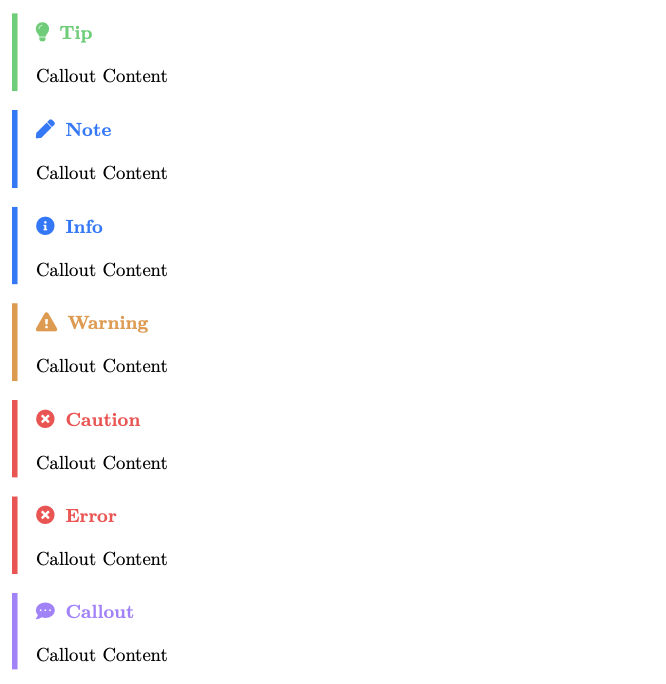 Tip
Callout Content
Note
Callout Content
Info
Callout Content
Warning
Callout Content
Caution
Callout Content
Error
Callout Content
Callout
Callout Content